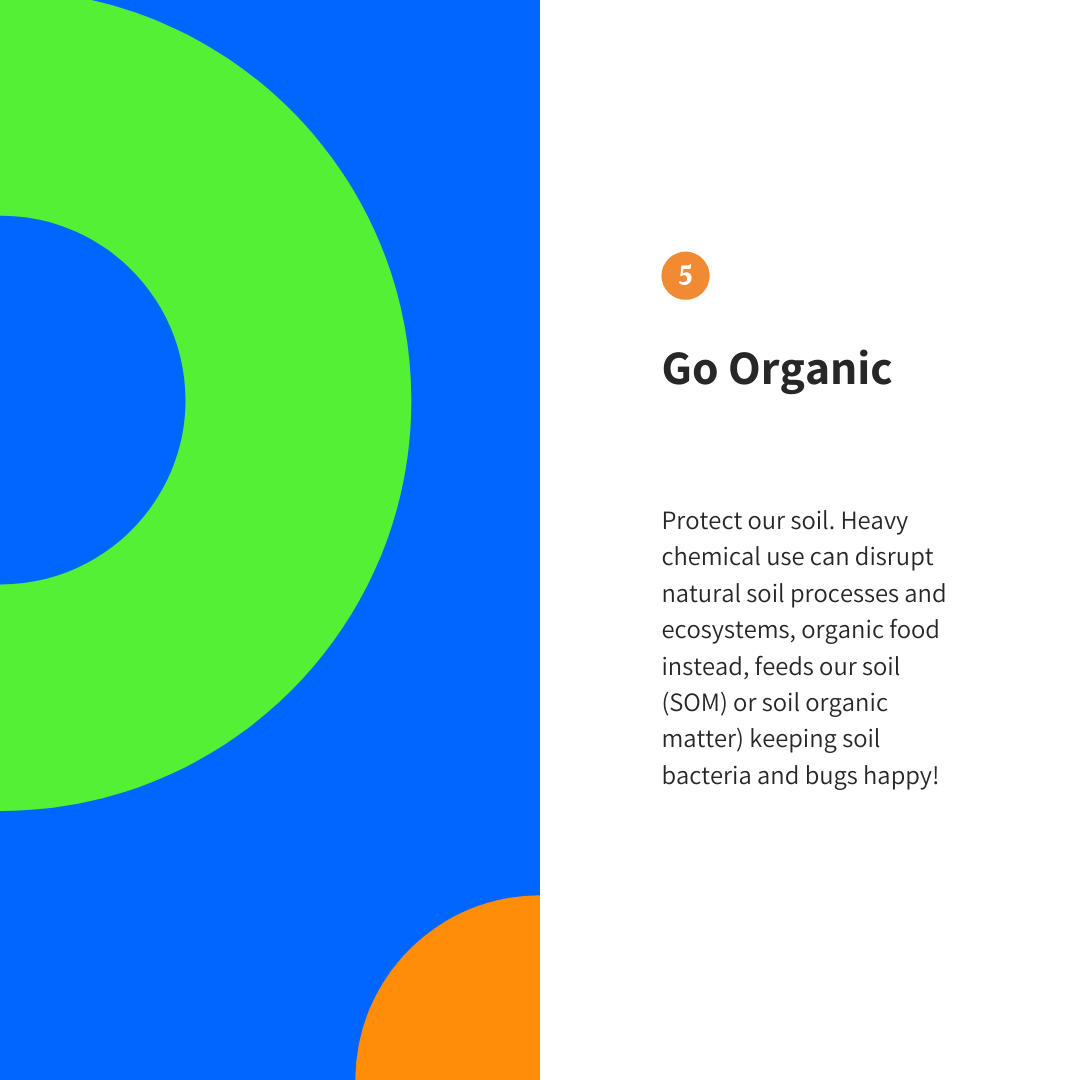 5
Go Organic
Protect our soil. Heavy
chemical use can disrupt
natural soil processes and
ecosystems, organic food
instead, feeds our soil
(SOM) or soil organic
matter) keeping soil
bacteria and bugs happy!